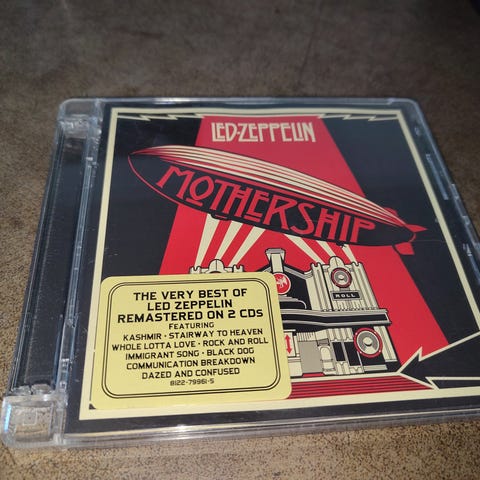 LED-ZEPPELIN
MOTHERSHIP
ROLL
THE VERY BEST OF
LED ZEPPELIN
REMASTERED ON 2 CDs
FEATURING
KASHMIR • STAIRWAY TO HEAVEN
WHOLE LOTTA LOVE • ROCK AND ROLL
IMMIGRANT SONG • BLACK DOG
COMMUNICATION BREAKDOWN
DAZED AND CONFUSED
8122-79961-5